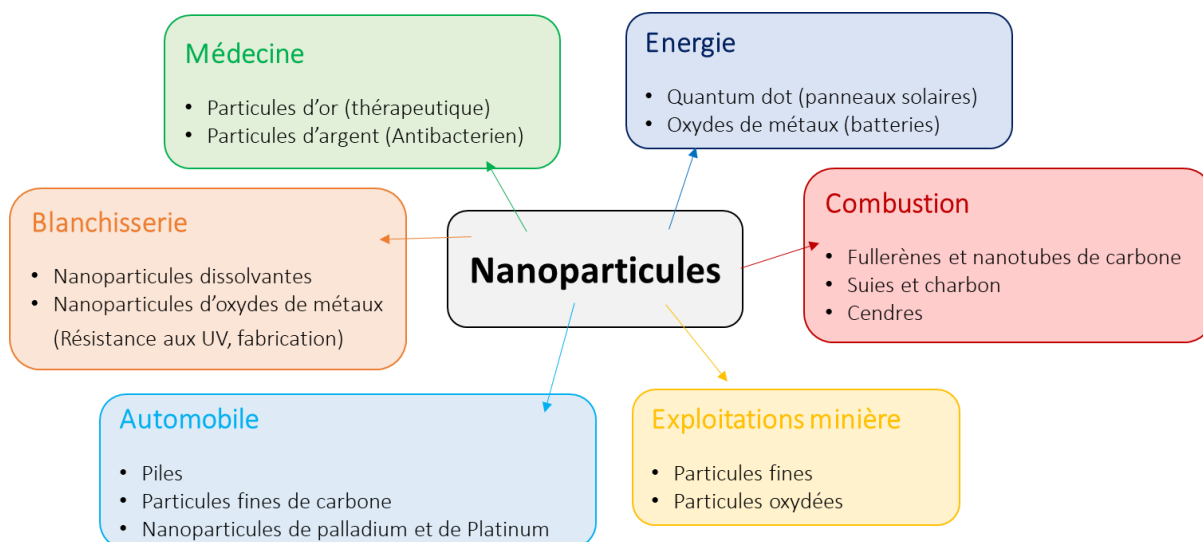 Médecine
• Particules d’or (thérapeutique)
• Particules d’argent (Antibacterien)
Energie
• Quantum dot (panneaux solaires)
• Oxydes de métaux (batteries)
Blanchisserie
• Nanoparticules dissolvantes
• Nanoparticules d’oxydes de métaux
(Résistance aux UV, fabrication)
Nanoparticules
Combustion
• Fullerènes et nanotubes de carbone
• Suies et charbon
• Cendres
Automobile
• Piles
• Particules fines de carbone
• Nanoparticules de palladium et de Platinum
Exploitations minière
• Particules fines
• Particules oxydées